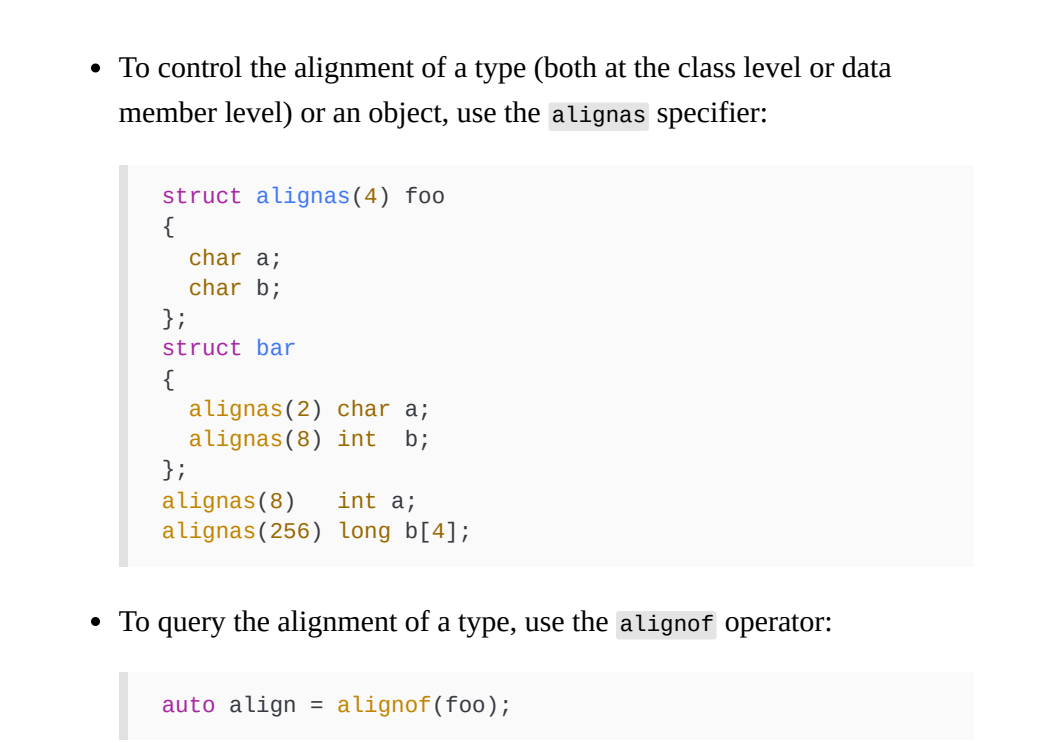 • To control the alignment of a type (both at the class level or data
member level) or an object, use the alignas specifier:
struct alignas(4) foo
{
  char a;
  char b;
};
struct bar
{
  alignas(2) char a;
  alignas(8) int  b;
};
alignas(8)   int a;
alignas(256) long b[4];
• To query the alignment of a type, use the alignof operator:
auto align = alignof(foo);